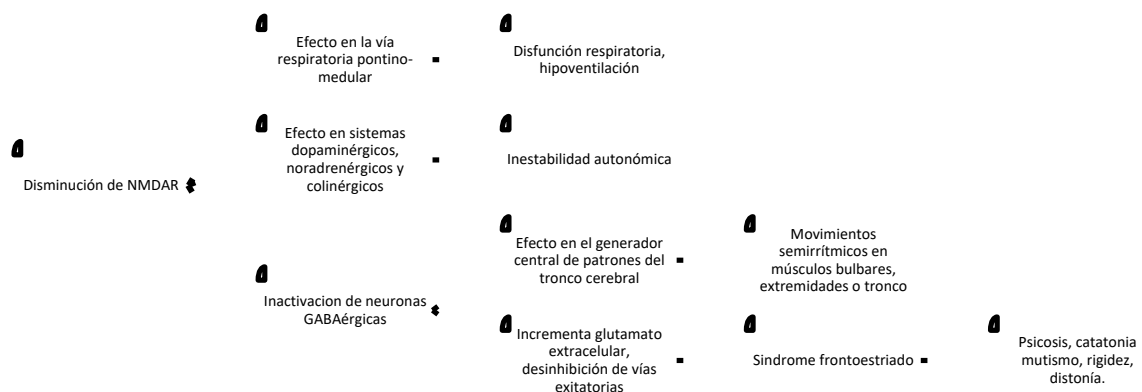 Efecto en la vía
respiratoria pontino-
medular
Disfunción respiratoria,
hipoventilación
Disminución de NMDAR
Efecto en sistemas
dopaminérgicos,
noradrenérgicos y
colinérgicos
Inestabilidad autonómica
Inactivacion de neuronas
GABAérgicas
Efecto en el generador
central de patrones del
tronco cerebral
Movimientos
semirrítmicos en
músculos bulbares,
extremidades o tronco
Incrementa glutamato
extracelular,
desinhibición de vías
exitatorias
Sindrome frontoestriado
Psicosis, catatonia
mutismo, rigidez,
distonía.